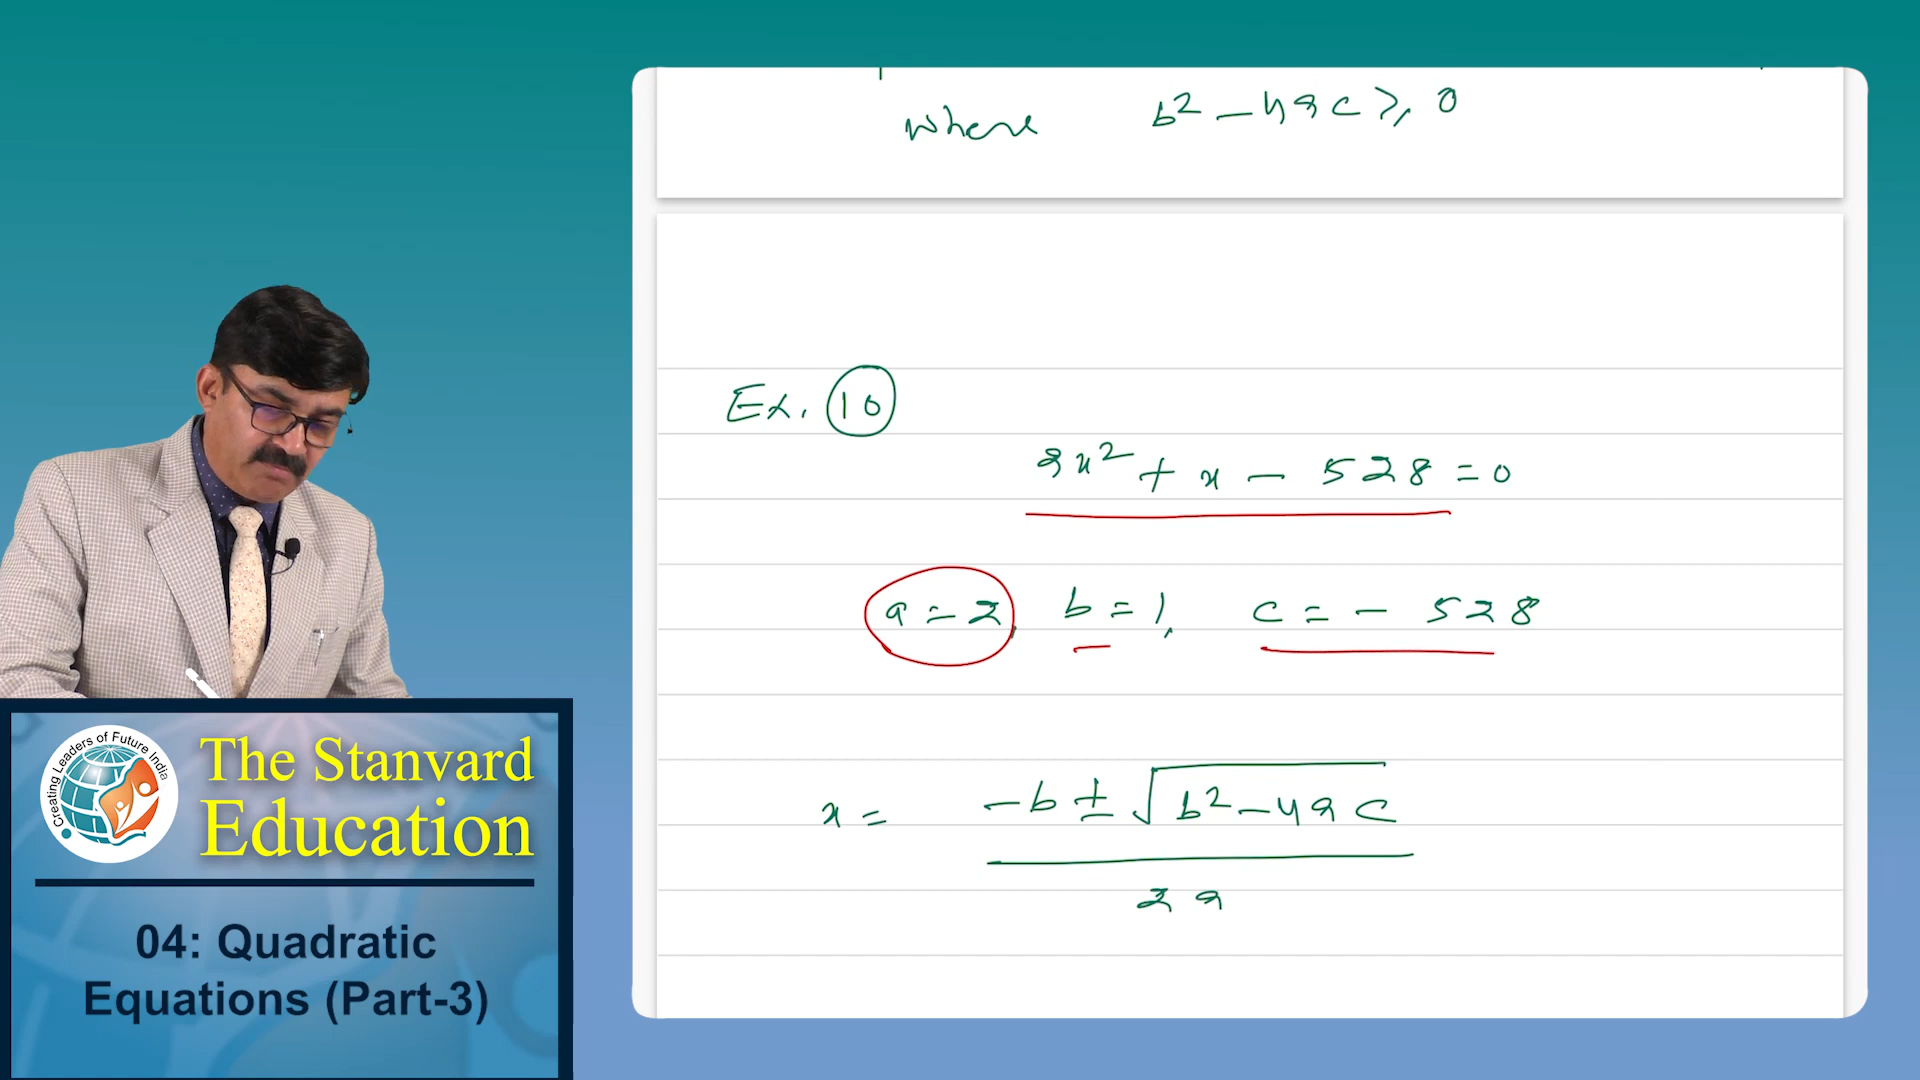 where b² - 4ac ≥ 0
Ex. 10
2x² + x - 528 = 0
a = 2, b = 1, c = - 528
x = -b ± √b² - 4ac
2a
Creating Leaders of Future India
The Stanvard
Education
04: Quadratic
Equations (Part-3)